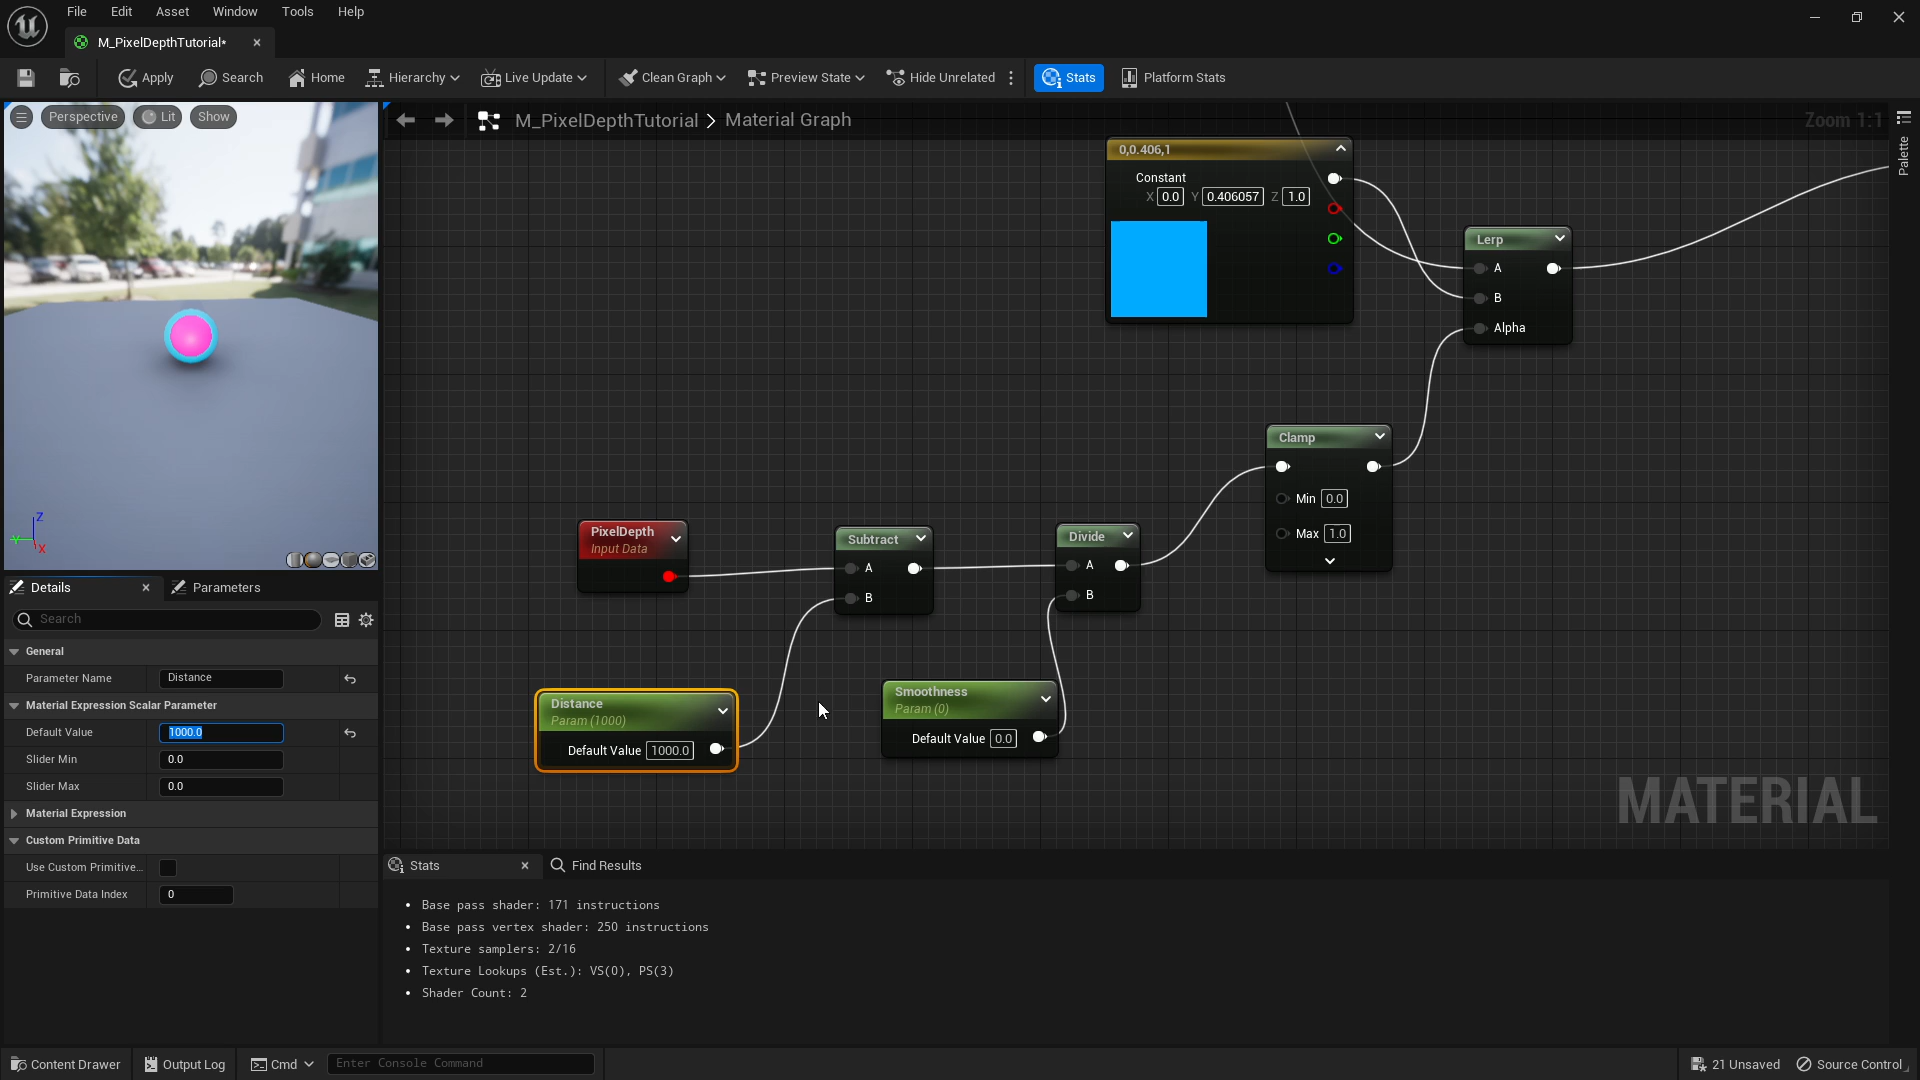 File Edit Asset Window Tools Help
M_PixelDepthTutorial*
Apply Search Home Hierarchy Live Update Clean Graph Preview State Hide Unrelated Stats Platform Stats
Perspective Lit Show
M_PixelDepthTutorial > Material Graph
Zoom 1:1
Palette
0,0.406,1
Constant
X 0.0 Y 0.406057 Z 1.0
Lerp
A
B
Alpha
Clamp
Min 0.0
Max 1.0
PixelDepth
Input Data
Subtract
A
B
Divide
A
B
Distance
Param (1000)
Default Value 1000.0
Smoothness
Param (0)
Default Value 0.0
MATERIAL
Z
Y
X
Details Parameters
Search
General
Parameter Name Distance
Material Expression Scalar Parameter
Default Value 1000.0
Slider Min 0.0
Slider Max 0.0
Material Expression
Custom Primitive Data
Use Custom Primitive...
Primitive Data Index 0
Stats Find Results
• Base pass shader: 171 instructions
• Base pass vertex shader: 250 instructions
• Texture samplers: 2/16
• Texture Lookups (Est.): VS(0), PS(3)
• Shader Count: 2
Content Drawer Output Log Cmd Enter Console Command 21 Unsaved Source Control